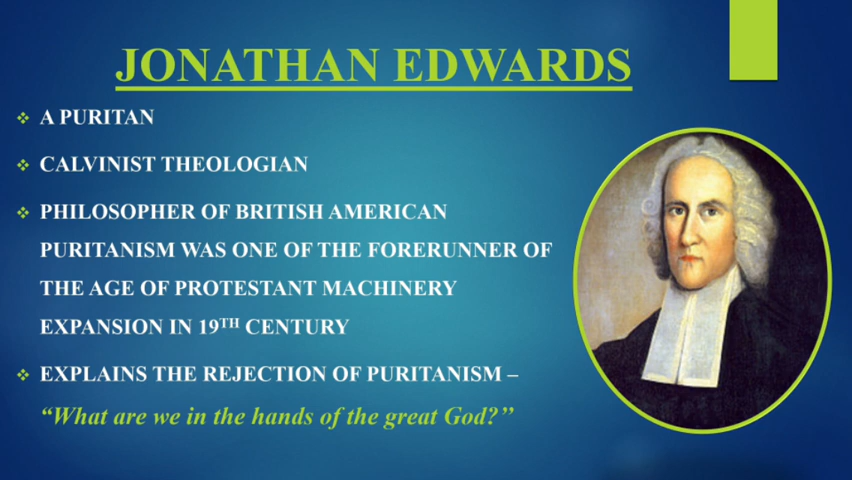 JONATHAN EDWARDS
A PURITAN
CALVINIST THEOLOGIAN
PHILOSOPHER OF BRITISH AMERICAN
PURITANISM WAS ONE OF THE FORERUNNER OF
THE AGE OF PROTESTANT MACHINERY
EXPANSION IN 19TH CENTURY
EXPLAINS THE REJECTION OF PURITANISM –
“What are we in the hands of the great God?”